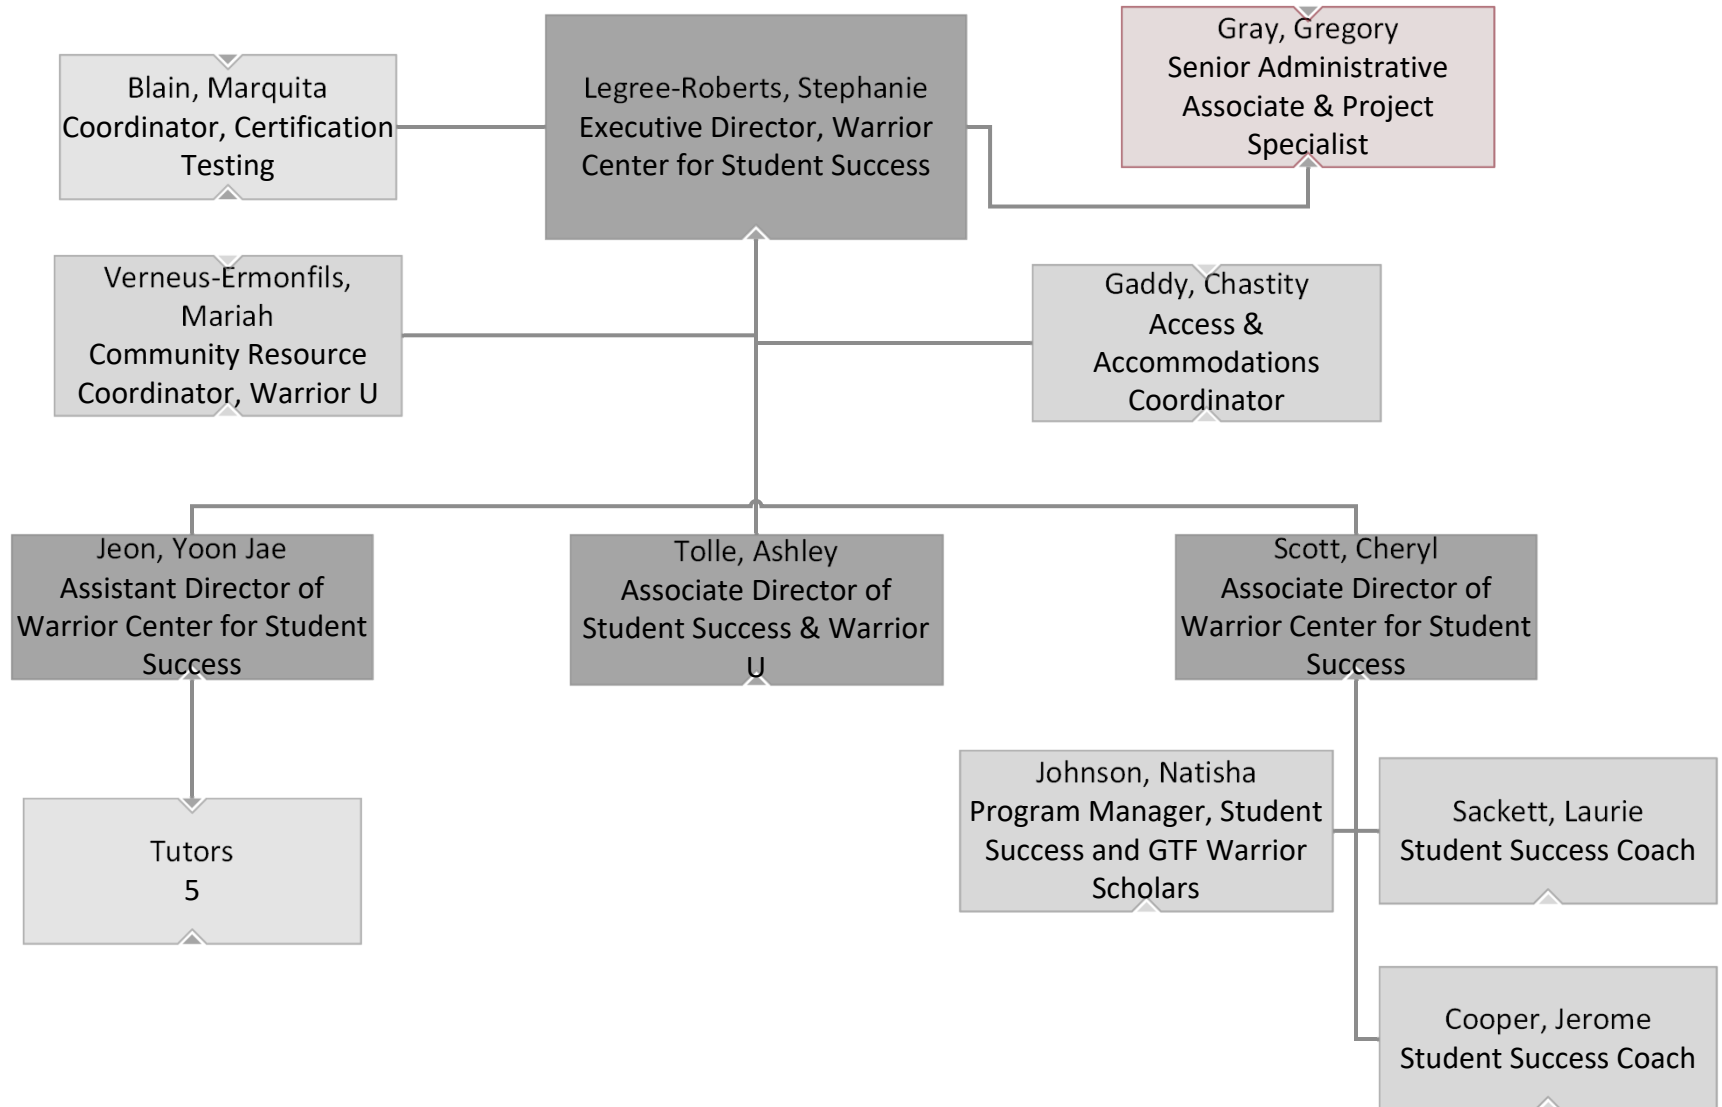 Blain, Marquita
Coordinator, Certification
Testing
Legree-Roberts, Stephanie
Executive Director, Warrior
Center for Student Success
Gray, Gregory
Senior Administrative
Associate & Project
Specialist
Verneus-Ermonfils,
Mariah
Community Resource
Coordinator, Warrior U
Gaddy, Chastity
Access &
Accommodations
Coordinator
Jeon, Yoon Jae
Assistant Director of
Warrior Center for Student
Success
Tolle, Ashley
Associate Director of
Student Success & Warrior
U
Scott, Cheryl
Associate Director of
Warrior Center for Student
Success
Tutors
5
Johnson, Natisha
Program Manager, Student
Success and GTF Warrior
Scholars
Sackett, Laurie
Student Success Coach
Cooper, Jerome
Student Success Coach